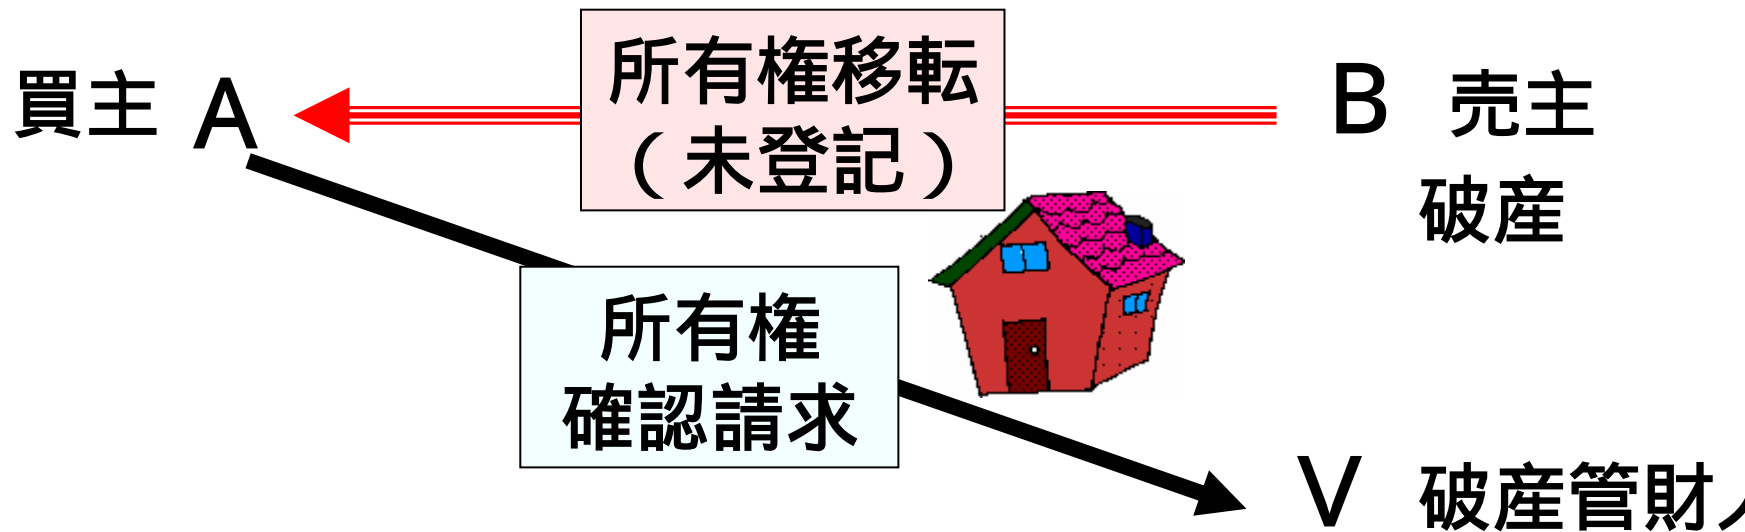 買主 A
所有権移転
（未登記）
B 売主
破産
所有権
確認請求
V 破産管財人